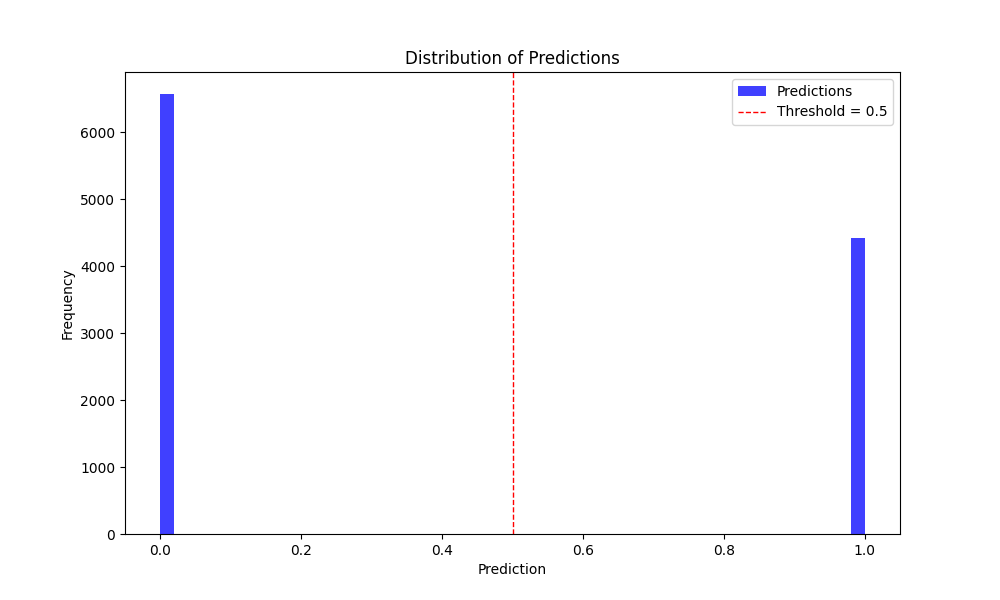 Distribution of Predictions
Predictions
Threshold = 0.5
Frequency
6000
5000
4000
3000
2000
1000
0
0.0 0.2 0.4 0.6 0.8 1.0
Prediction